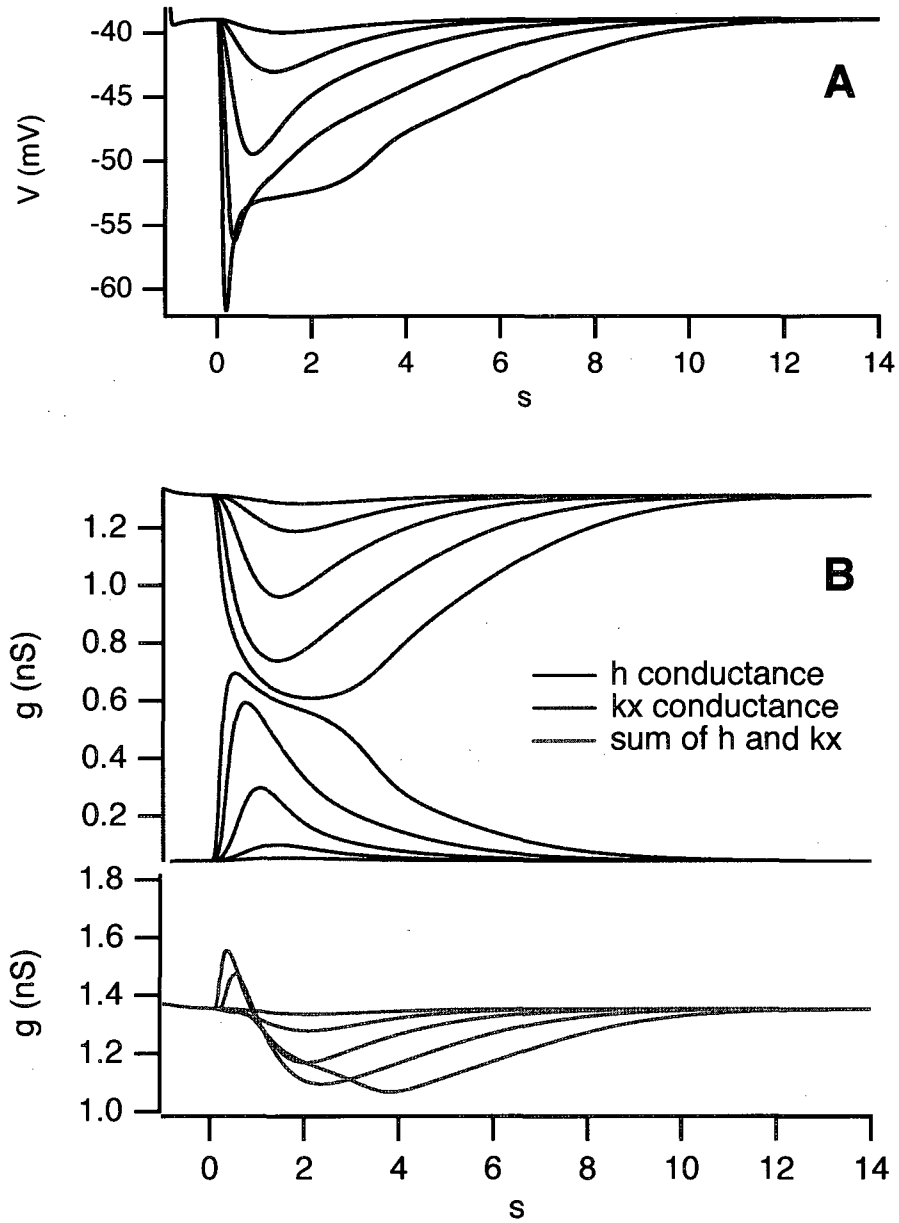 A
V (mV)
-40
-45
-50
-55
-60
0 2 4 6 8 10 12 14
s
B
g (nS)
1.2
1.0
0.8
0.6
0.4
0.2
h conductance
kx conductance
sum of h and kx
g (nS)
1.8
1.6
1.4
1.2
1.0
0 2 4 6 8 10 12 14
s